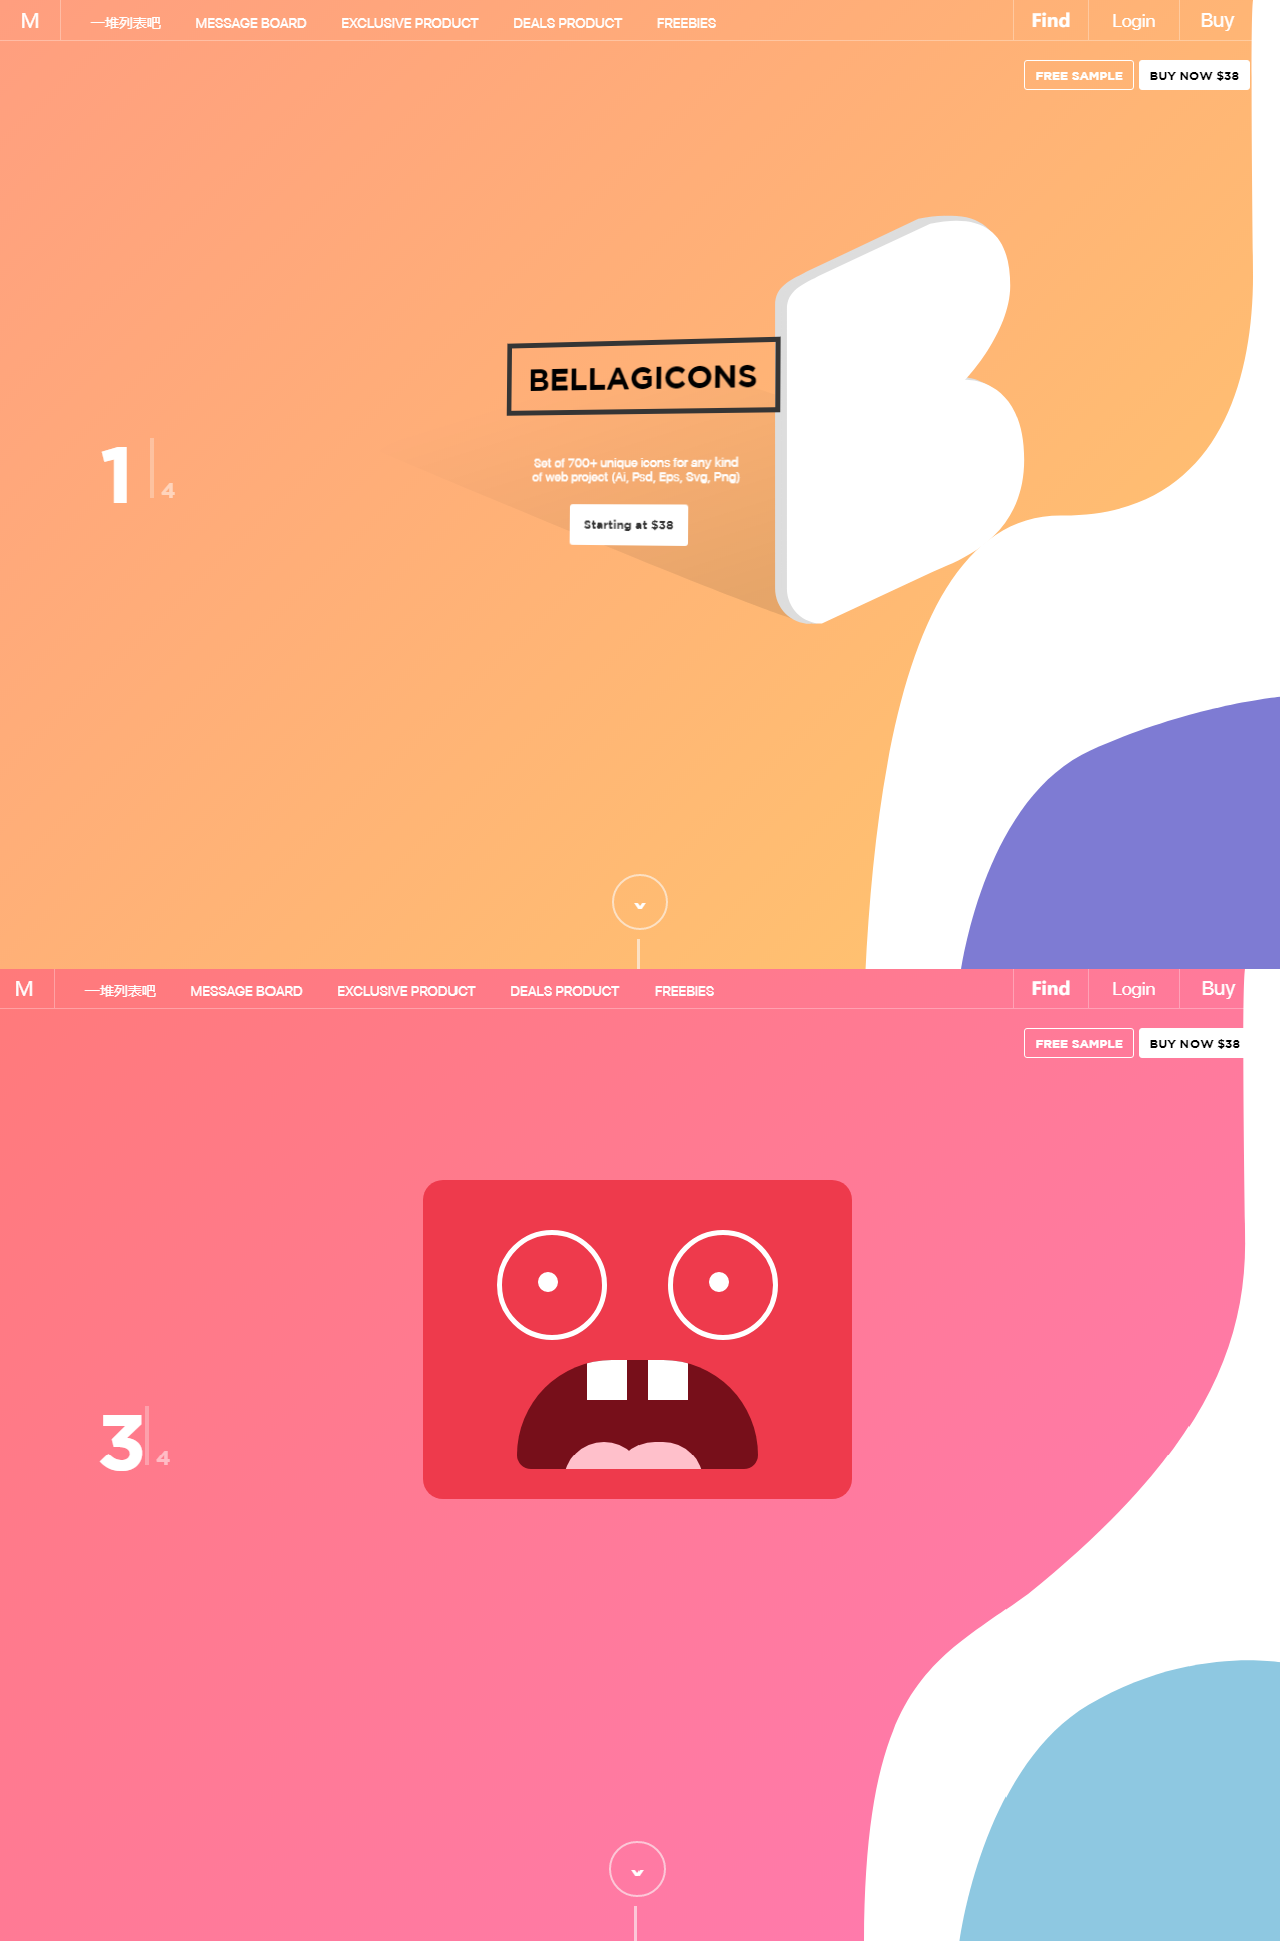 M 一堆列表吧 MESSAGE BOARD EXCLUSIVE PRODUCT DEALS PRODUCT FREEBIES Find Login Buy
FREE SAMPLE BUY NOW $38
BELLAGICONS
1 4
Set of 700+ unique icons for any kind
of web project (Ai, Psd, Eps, Svg, Png)
Starting at $38
M 一堆列表吧 MESSAGE BOARD EXCLUSIVE PRODUCT DEALS PRODUCT FREEBIES Find Login Buy
FREE SAMPLE BUY NOW $38
3 4